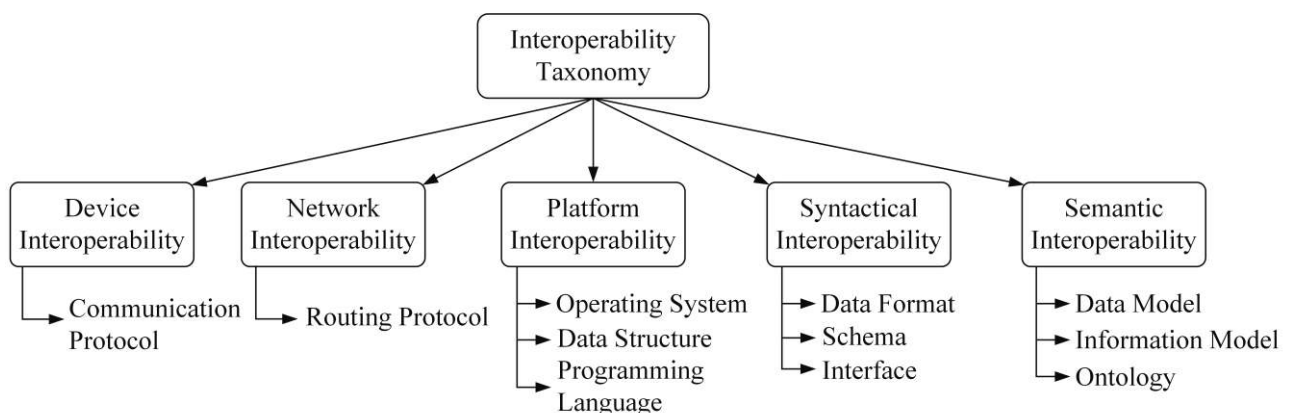 Interoperability
Taxonomy
Device
Interoperability
Network
Interoperability
Platform
Interoperability
Syntactical
Interoperability
Semantic
Interoperability
Communication
Protocol
Routing Protocol
Operating System
Data Structure
Programming
Language
Data Format
Schema
Interface
Data Model
Information Model
Ontology